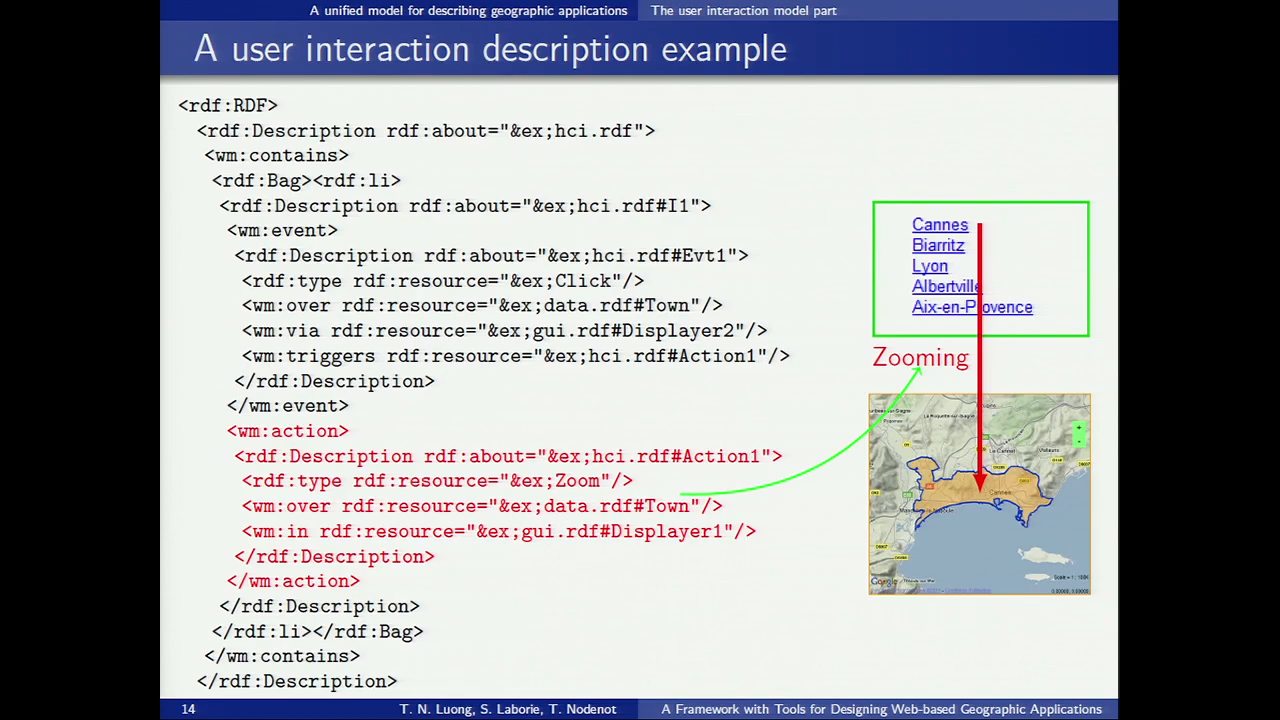 A unified model for describing geographic applications The user interaction model part
A user interaction description example
<rdf:RDF>
<rdf:Description rdf:about="&ex;hci.rdf">
<wm:contains>
<rdf:Bag><rdf:li>
<rdf:Description rdf:about="&ex;hci.rdf#I1">
<wm:event>
<rdf:Description rdf:about="&ex;hci.rdf#Evt1">
<rdf:type rdf:resource="&ex;Click"/>
<wm:over rdf:resource="&ex;data.rdf#Town"/>
<wm:via rdf:resource="&ex;gui.rdf#Displayer2"/>
<wm:triggers rdf:resource="&ex;hci.rdf#Action1"/>
</rdf:Description>
</wm:event>
<wm:action>
<rdf:Description rdf:about="&ex;hci.rdf#Action1">
<rdf:type rdf:resource="&ex;Zoom"/>
<wm:over rdf:resource="&ex;data.rdf#Town"/>
<wm:in rdf:resource="&ex;gui.rdf#Displayer1"/>
</rdf:Description>
</wm:action>
</rdf:Description>
</rdf:li></rdf:Bag>
</wm:contains>
</rdf:Description>
Cannes
Biarritz
Lyon
Albertville
Aix-en-Provence
Zooming
Le Cannet
Cannes
Google
14 T. N. Luong, S. Laborie, T. Nodenot A Framework with Tools for Designing Web-based Geographic Applications